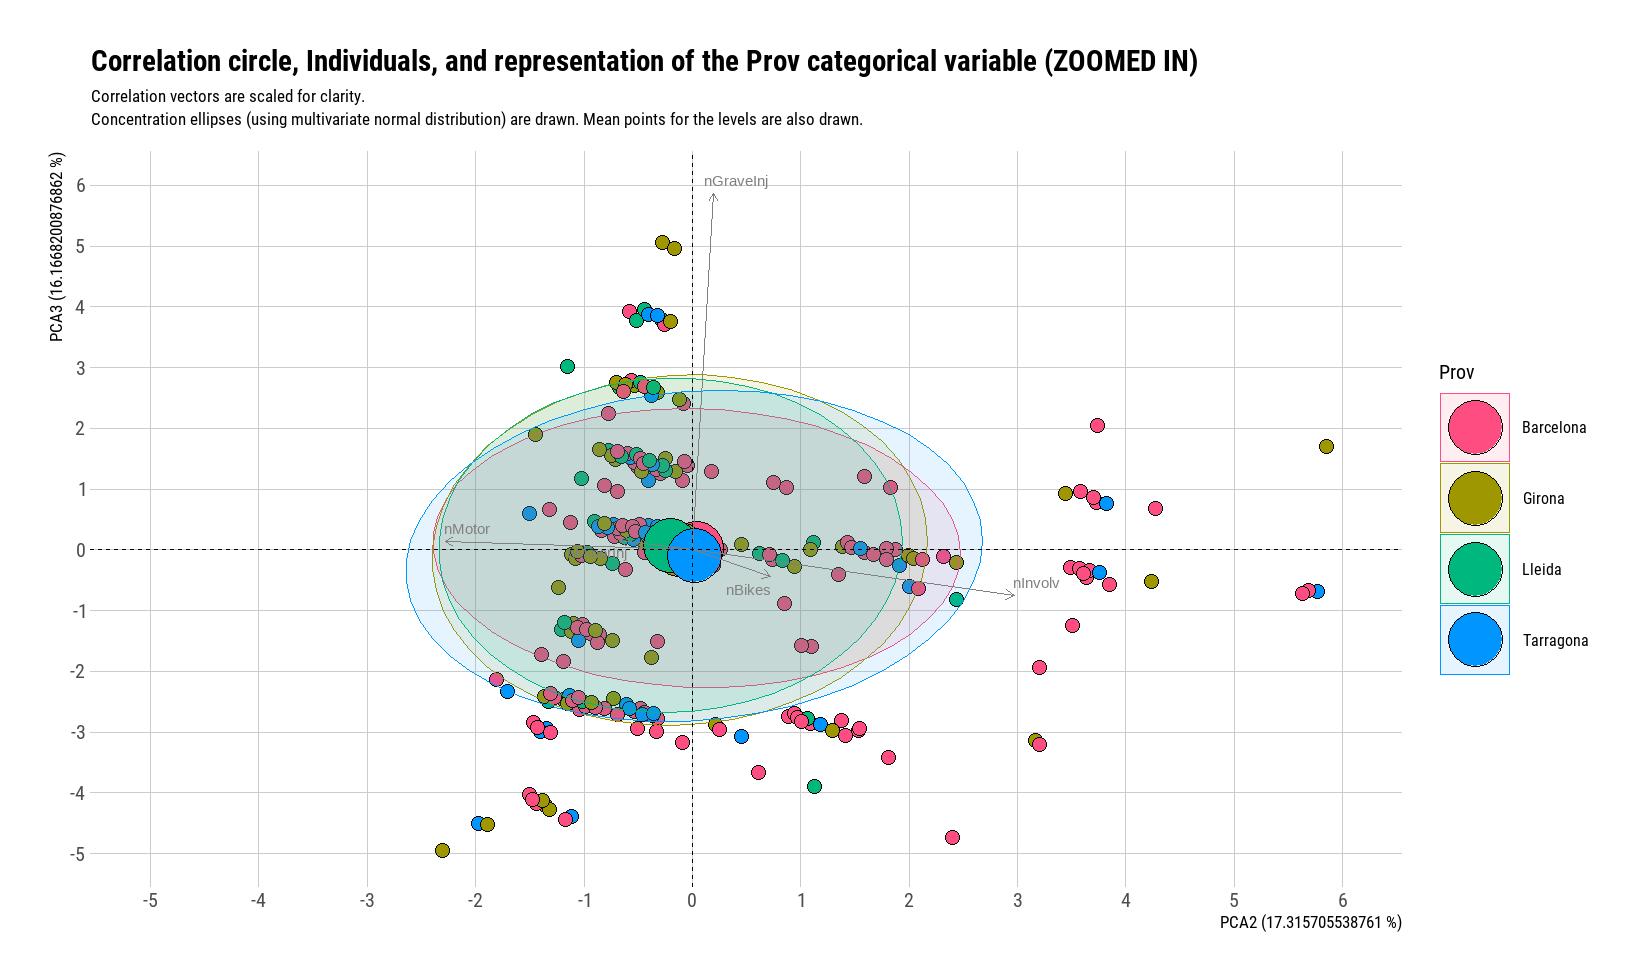 Correlation circle, Individuals, and representation of the Prov categorical variable (ZOOMED IN)
Correlation vectors are scaled for clarity.
Concentration ellipses (using multivariate normal distribution) are drawn. Mean points for the levels are also drawn.
PCA3 (16.1668200876862 %)
6
5
4
3
2
1
0
-1
-2
-3
-4
-5
nGraveInj
nMotor
nBikes
nInvolv
-5
-4
-3
-2
-1
0
1
2
3
4
5
6
PCA2 (17.315705538761 %)
Prov
Barcelona
Girona
Lleida
Tarragona